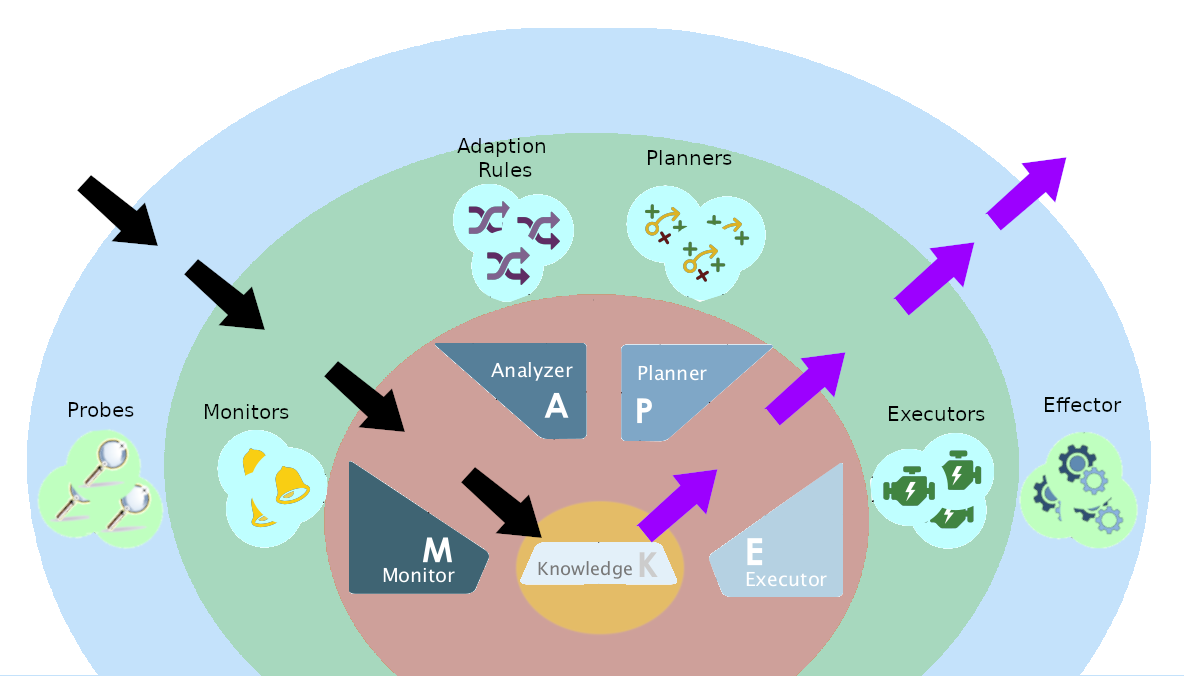 Adaption
Rules
Planners
Probes
Monitors
Analyzer
A
Planner
P
Executors
Effector
M
Monitor
Knowledge K
E
Executor